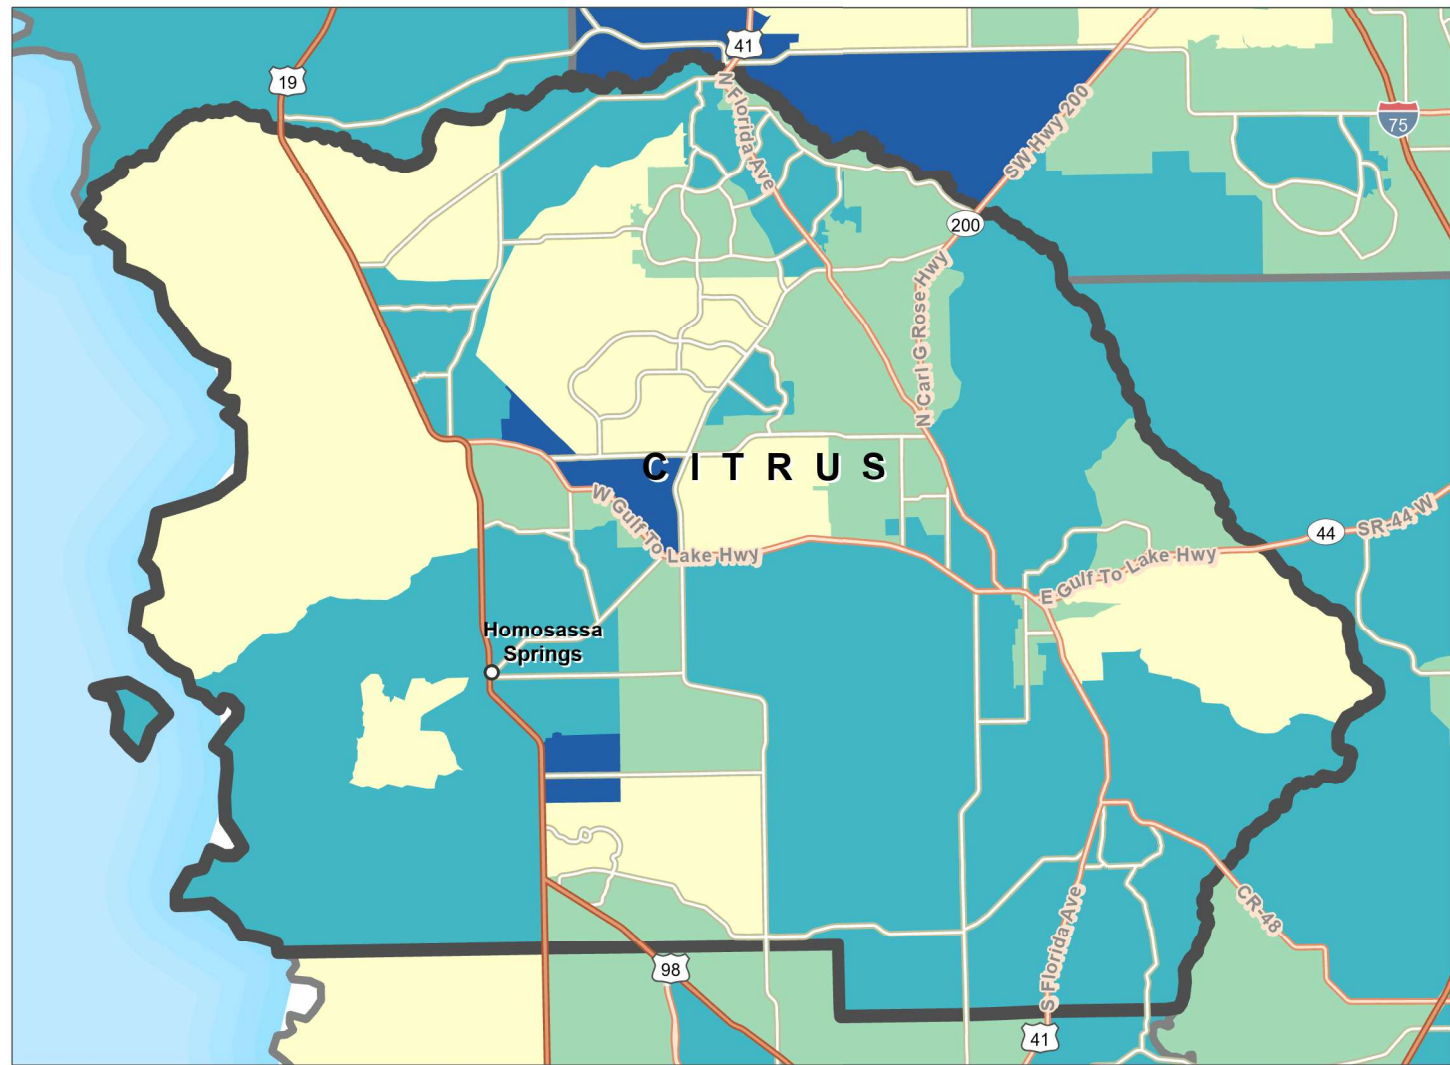 41
19
75
N Florida Ave
SW Hwy 200
200
N Carl G Rose Hwy
CITRUS
W Gulf To Lake Hwy
44
SR-44 W
E Gulf To Lake Hwy
Homosassa
Springs
CR-48
S Florida Ave
98
41